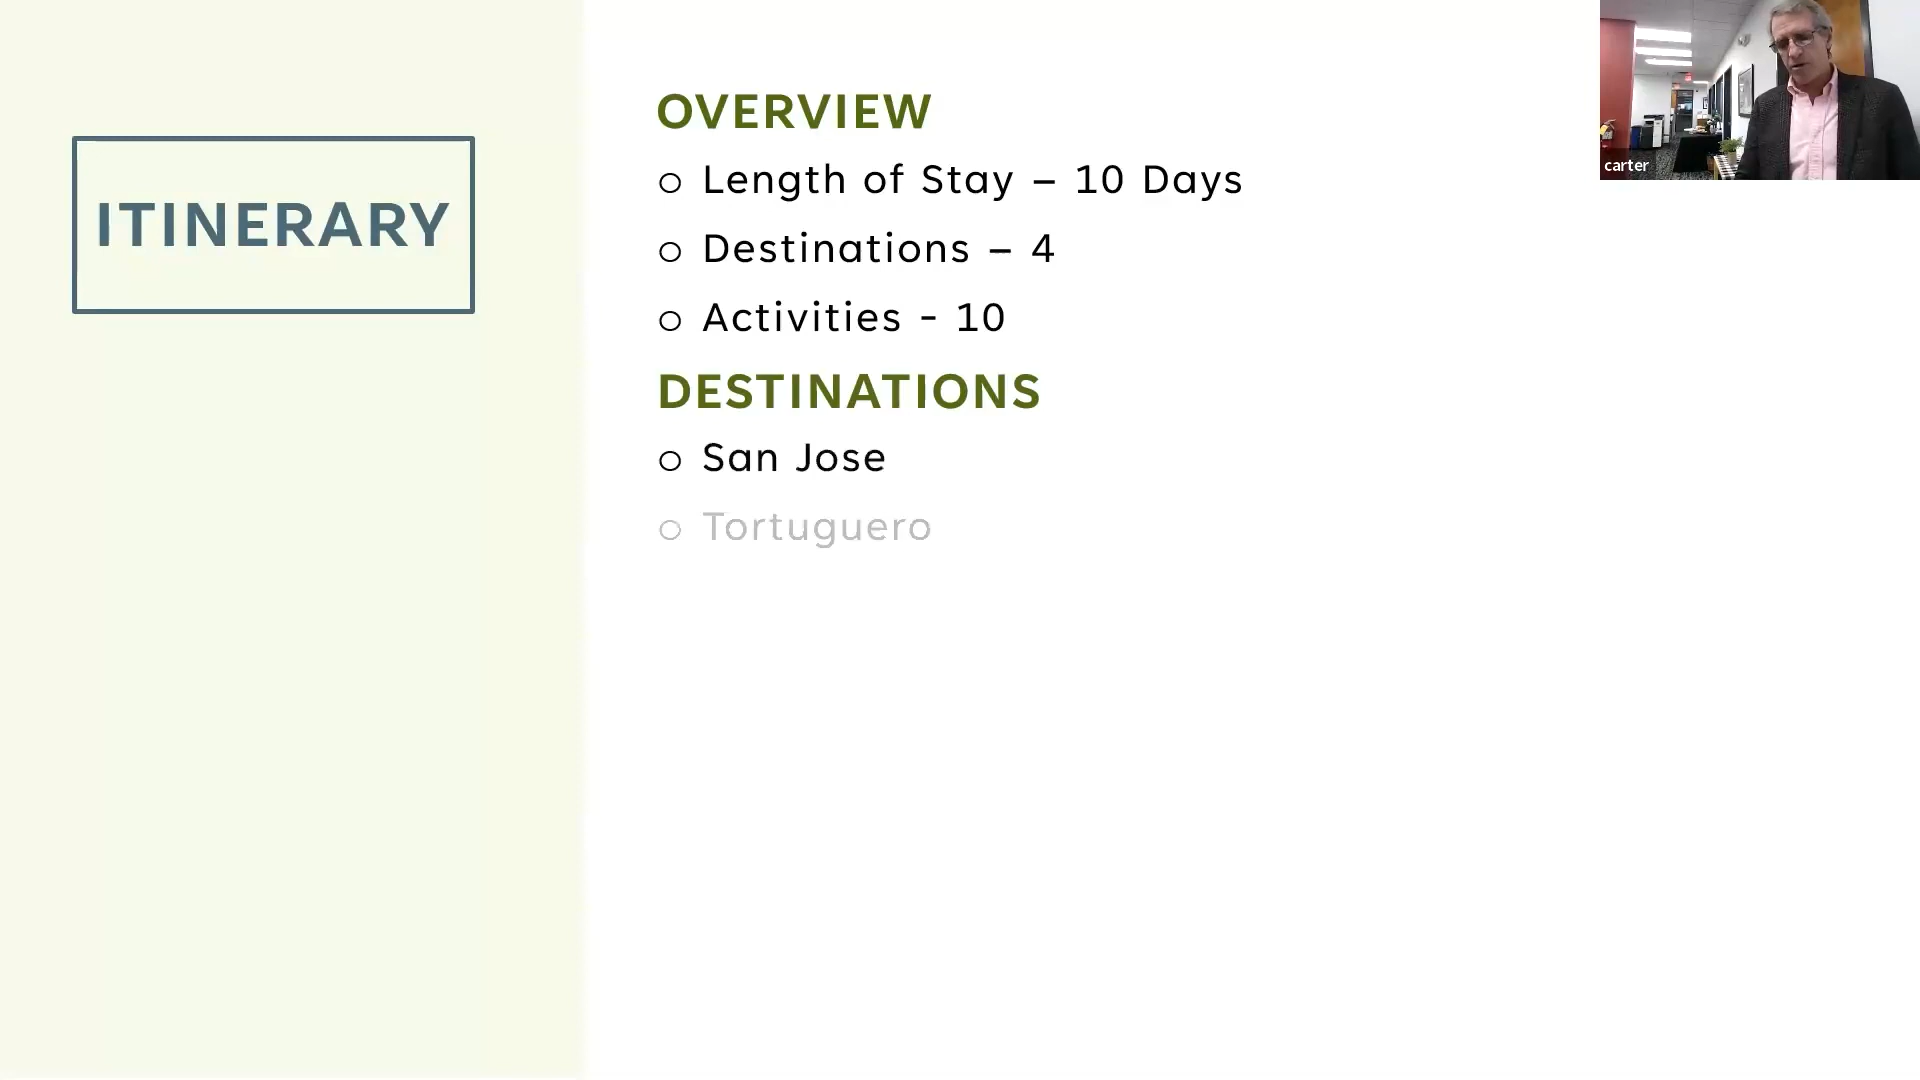 ITINERARY
OVERVIEW
o Length of Stay – 10 Days
o Destinations – 4
o Activities - 10
DESTINATIONS
o San Jose
o Tortuguero
carter